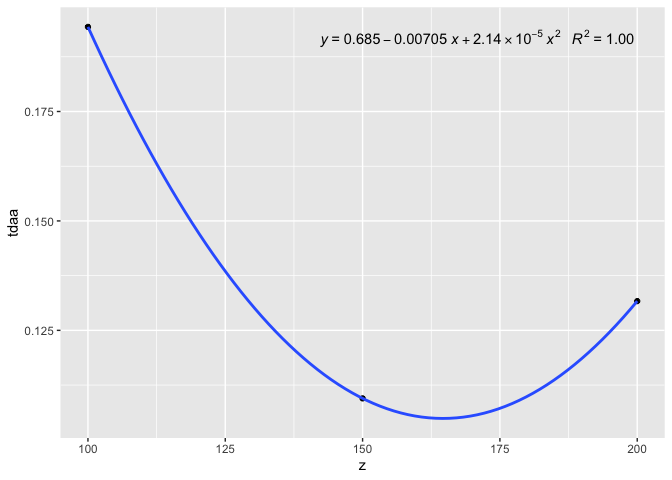 y = 0.685 – 0.00705 x + 2.14 × 10⁻⁵ x² R² = 1.00
0.175
0.150
0.125
tdaa
100 125 150 175 200
z